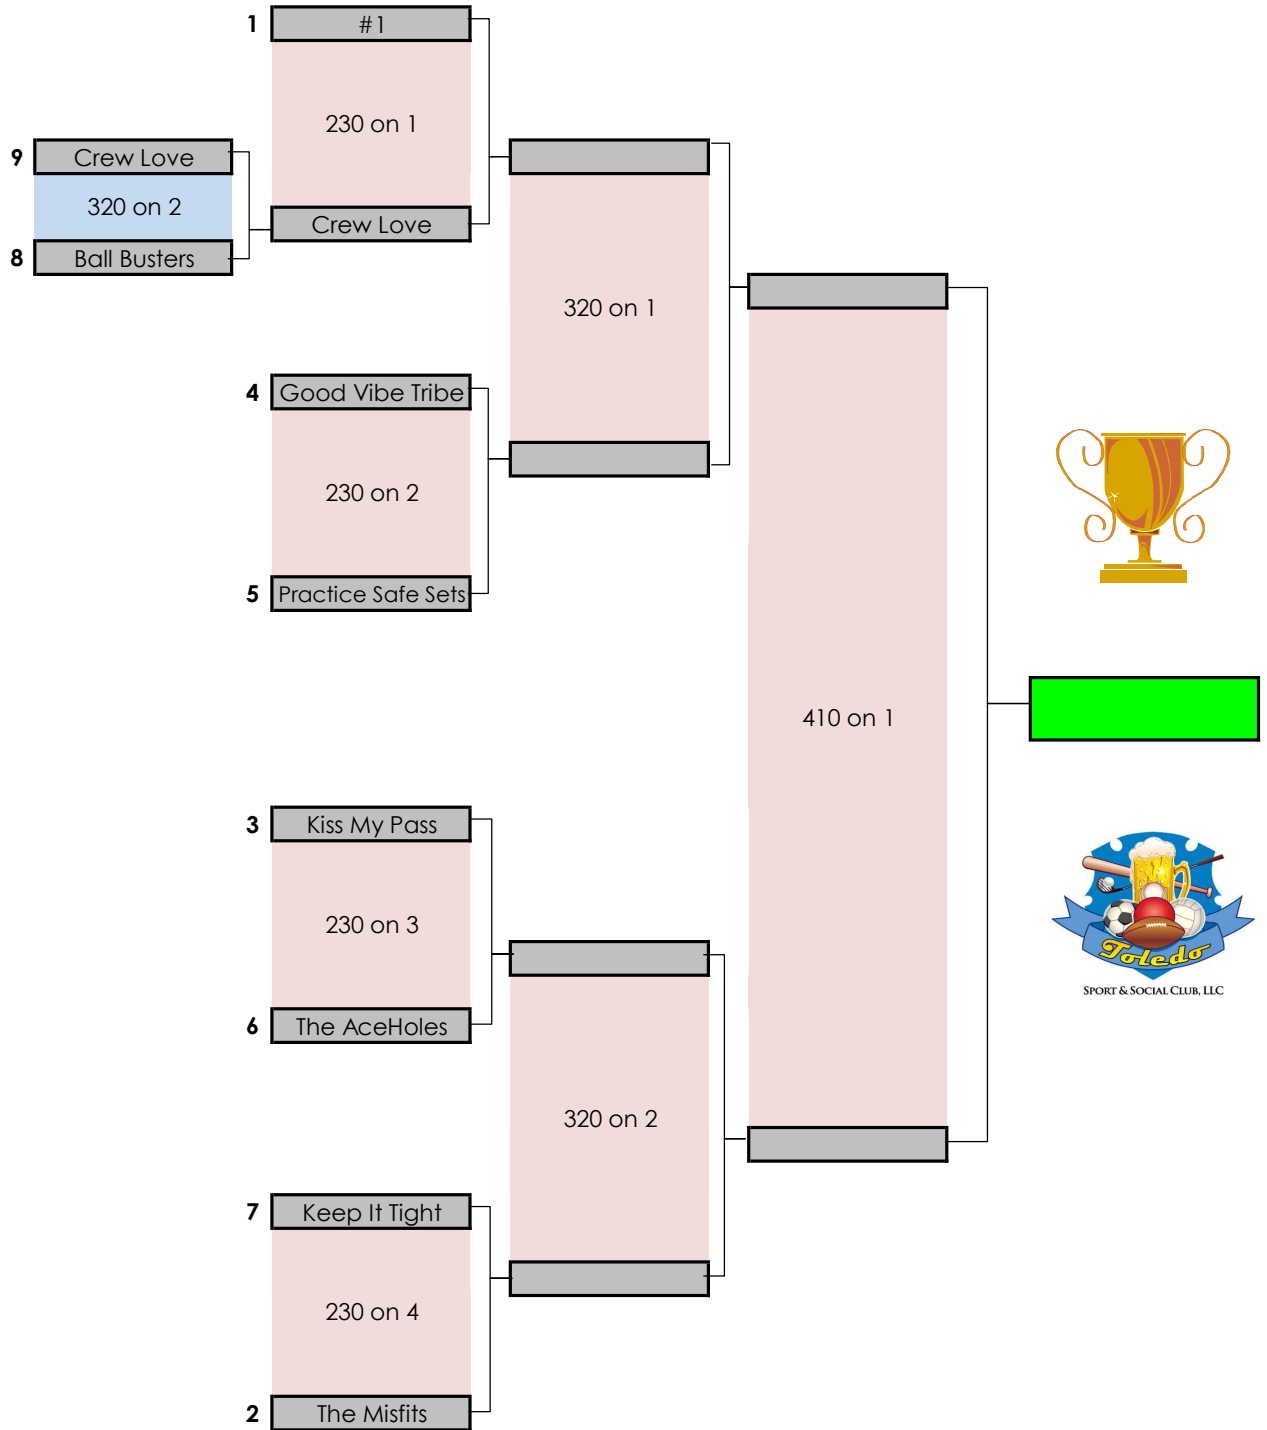 1 #1
230 on 1
9 Crew Love
320 on 2
8 Ball Busters
Crew Love
320 on 1
4 Good Vibe Tribe
230 on 2
5 Practice Safe Sets
410 on 1
3 Kiss My Pass
230 on 3
6 The AceHoles
320 on 2
7 Keep It Tight
230 on 4
2 The Misfits
Toledo
SPORT & SOCIAL CLUB, LLC